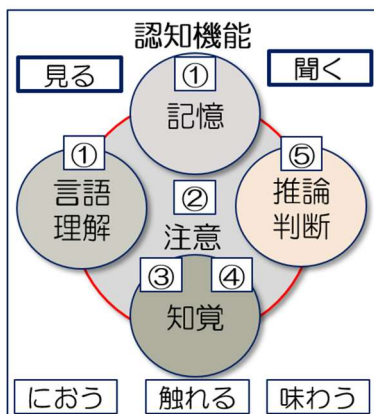 認知機能
見る
聞く
①
記憶
①
言語
理解
②
注意
⑤
推論
判断
③ ④
知覚
におう 触れる 味わう